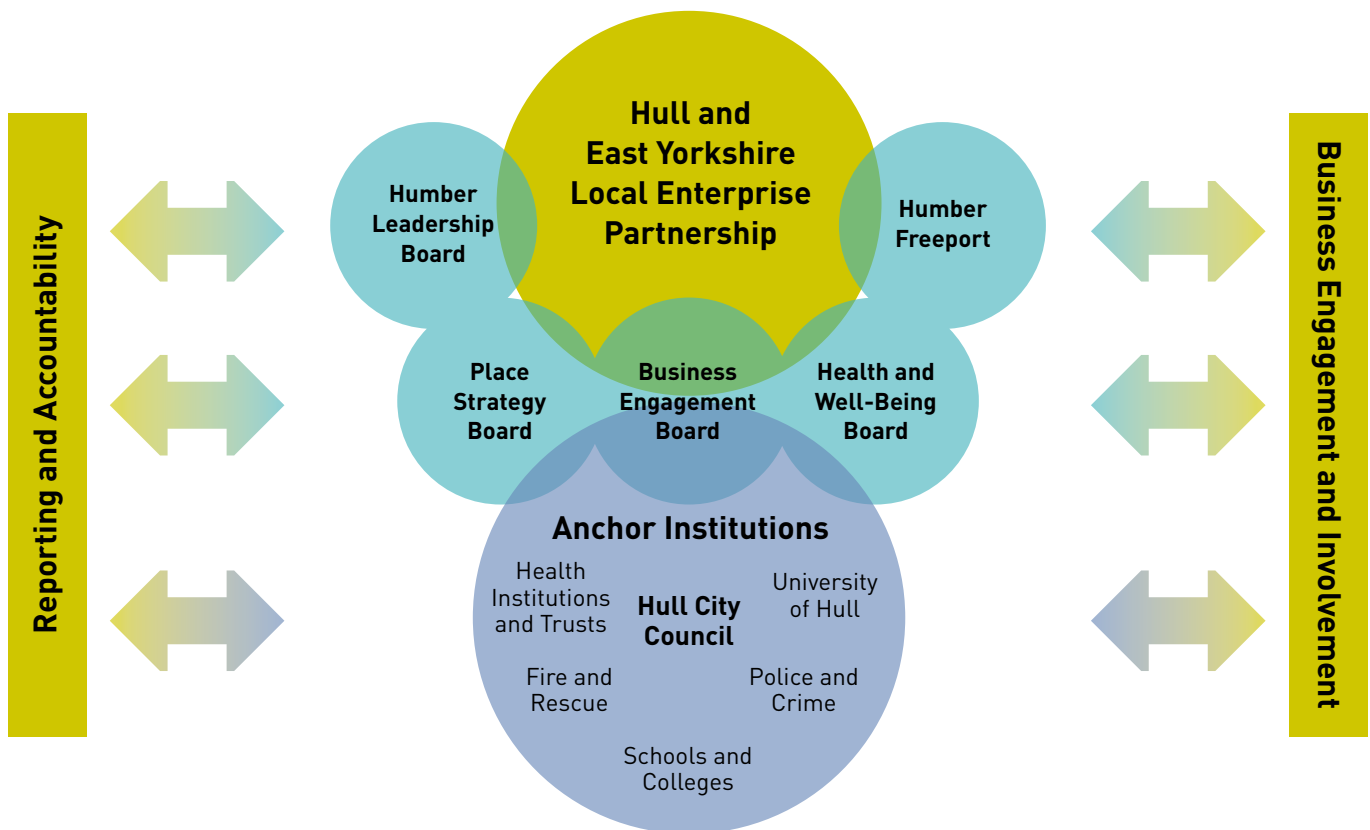 Reporting and Accountability
Hull and
East Yorkshire
Local Enterprise
Partnership
Humber
Leadership
Board
Humber
Freeport
Place
Strategy
Board
Business
Engagement
Board
Health and
Well-Being
Board
Anchor Institutions
Health
Institutions
and Trusts
Hull City
Council
University
of Hull
Fire and
Rescue
Police and
Crime
Schools and
Colleges
Business Engagement and Involvement